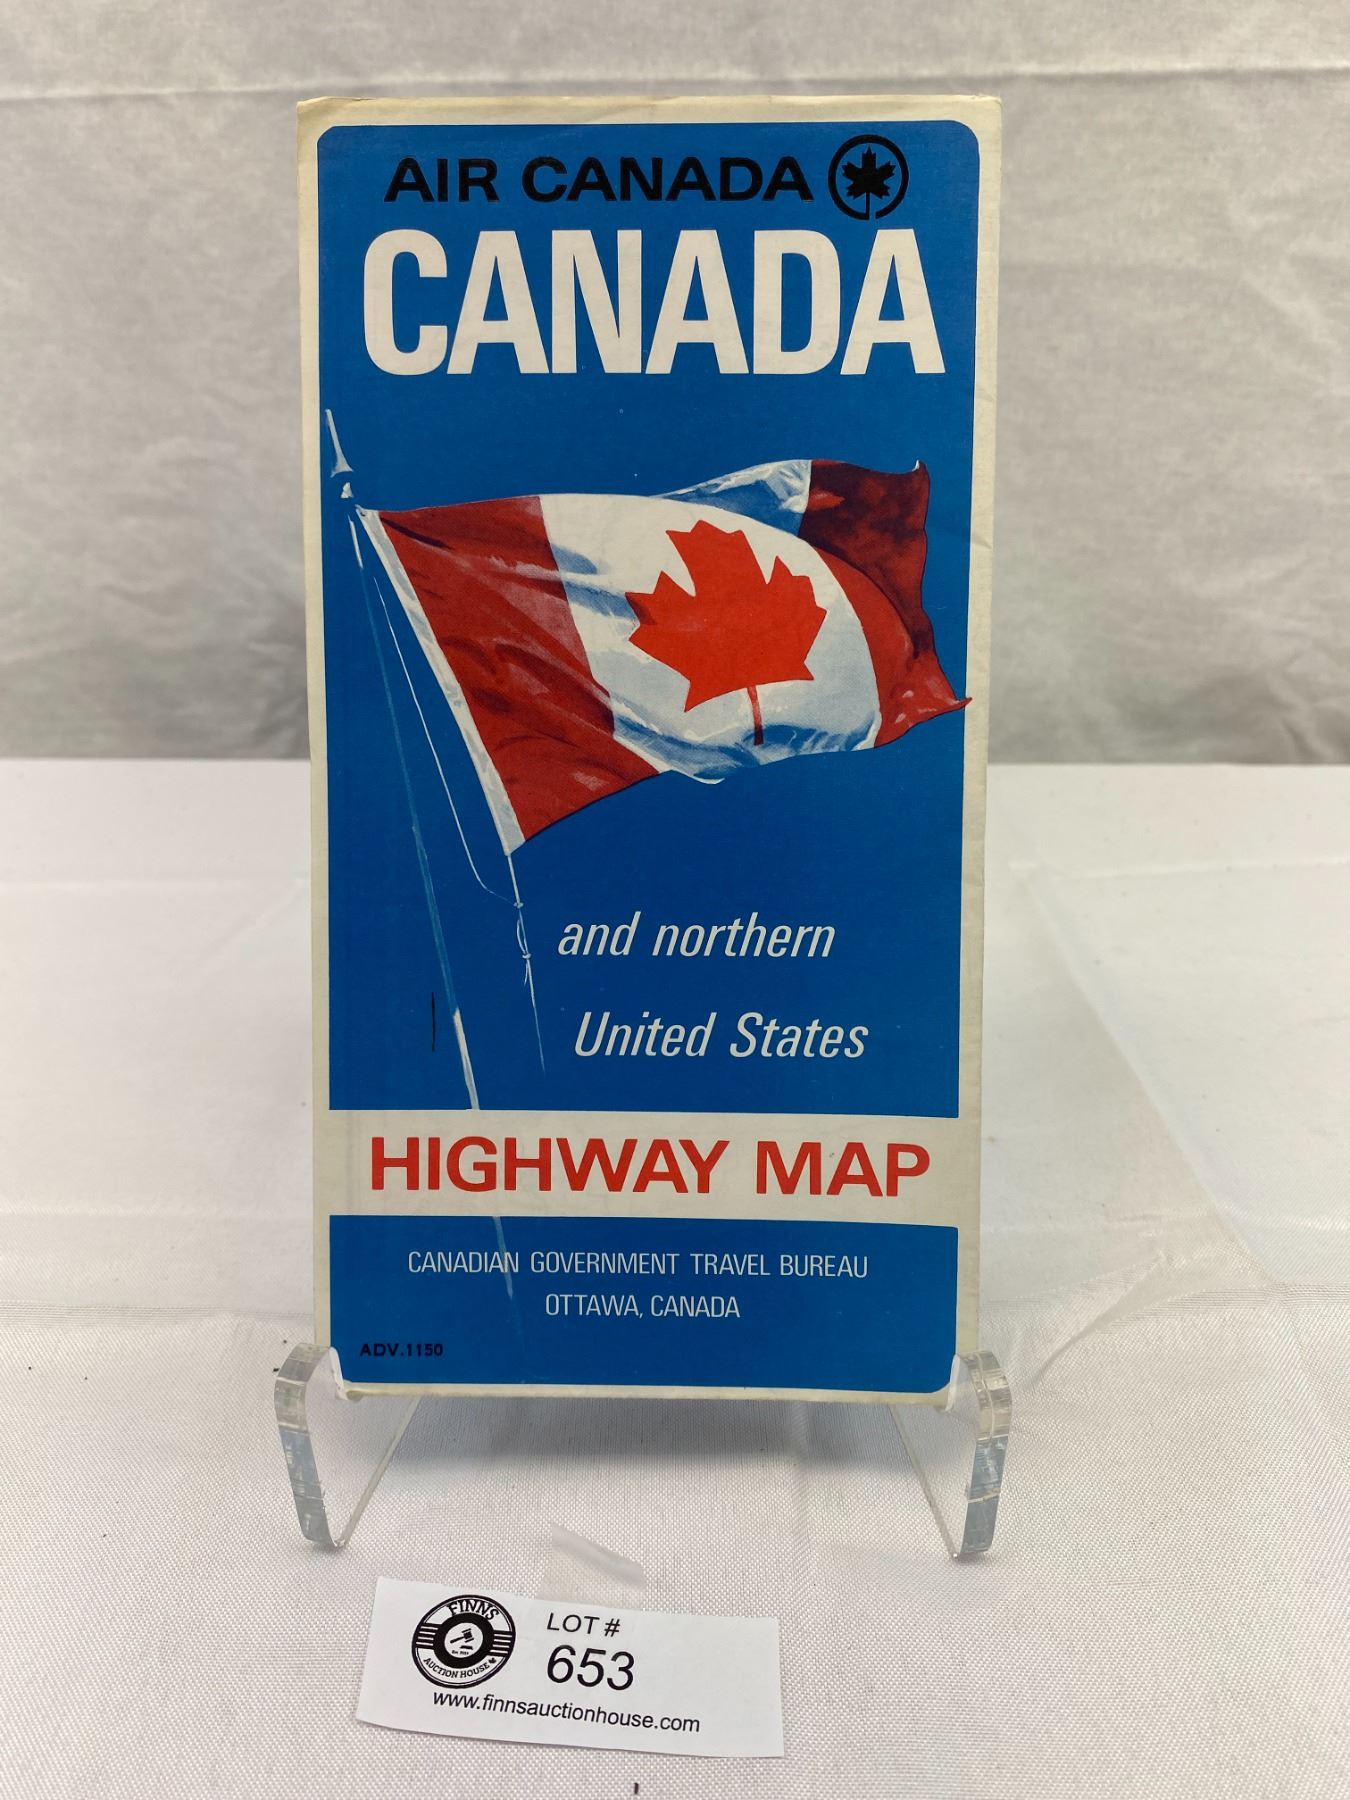 AIR CANADA
CANADA
and northern
United States
HIGHWAY MAP
CANADIAN GOVERNMENT TRAVEL BUREAU
OTTAWA, CANADA
ADV.1150
FINNS
AUCTION HOUSE
LOT #
653
www.finnsauctionhouse.com